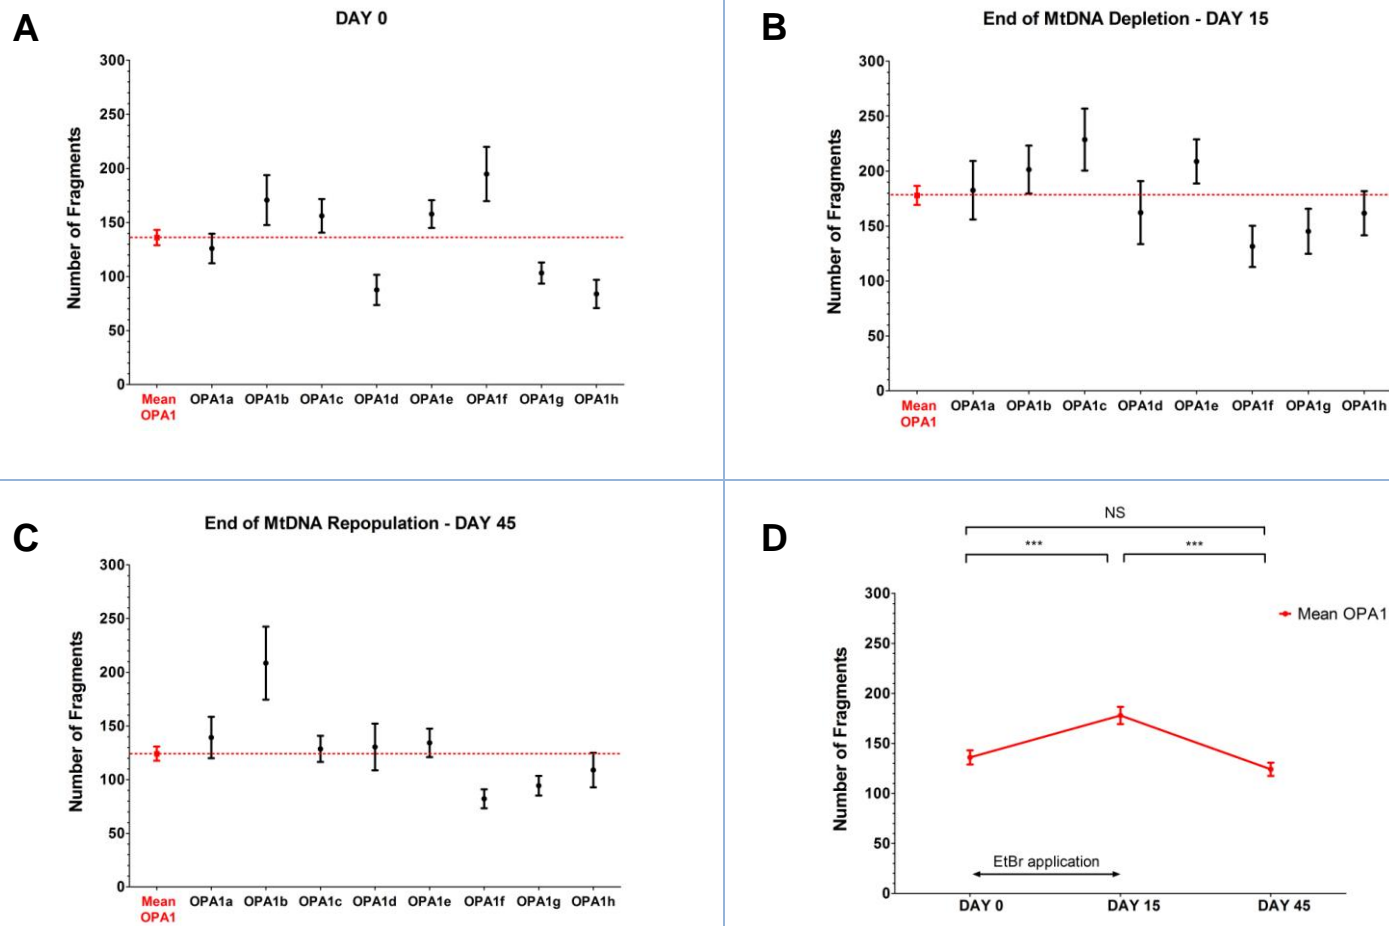 A
DAY 0
Number of Fragments
300
250
200
150
100
50
0
Mean OPA1a OPA1b OPA1c OPA1d OPA1e OPA1f OPA1g OPA1h
OPA1
B
End of MtDNA Depletion - DAY 15
Number of Fragments
300
250
200
150
100
50
0
Mean OPA1a OPA1b OPA1c OPA1d OPA1e OPA1f OPA1g OPA1h
OPA1
C
End of MtDNA Repopulation - DAY 45
Number of Fragments
300
250
200
150
100
50
0
Mean OPA1a OPA1b OPA1c OPA1d OPA1e OPA1f OPA1g OPA1h
OPA1
D
NS
*** ***
Number of Fragments
300
250
200
150
100
50
0
Mean OPA1
EtBr application
DAY 0 DAY 15 DAY 45